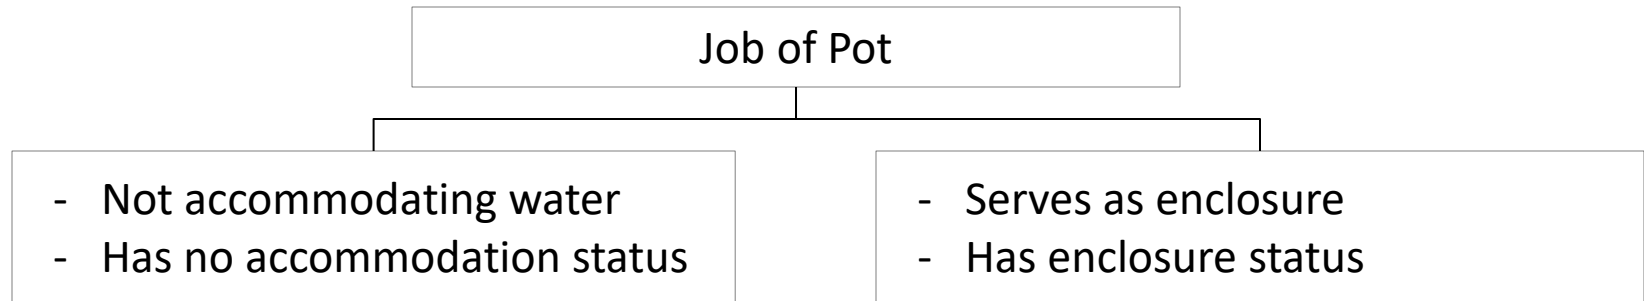 Job of Pot
- Not accommodating water
- Has no accommodation status
- Serves as enclosure
- Has enclosure status